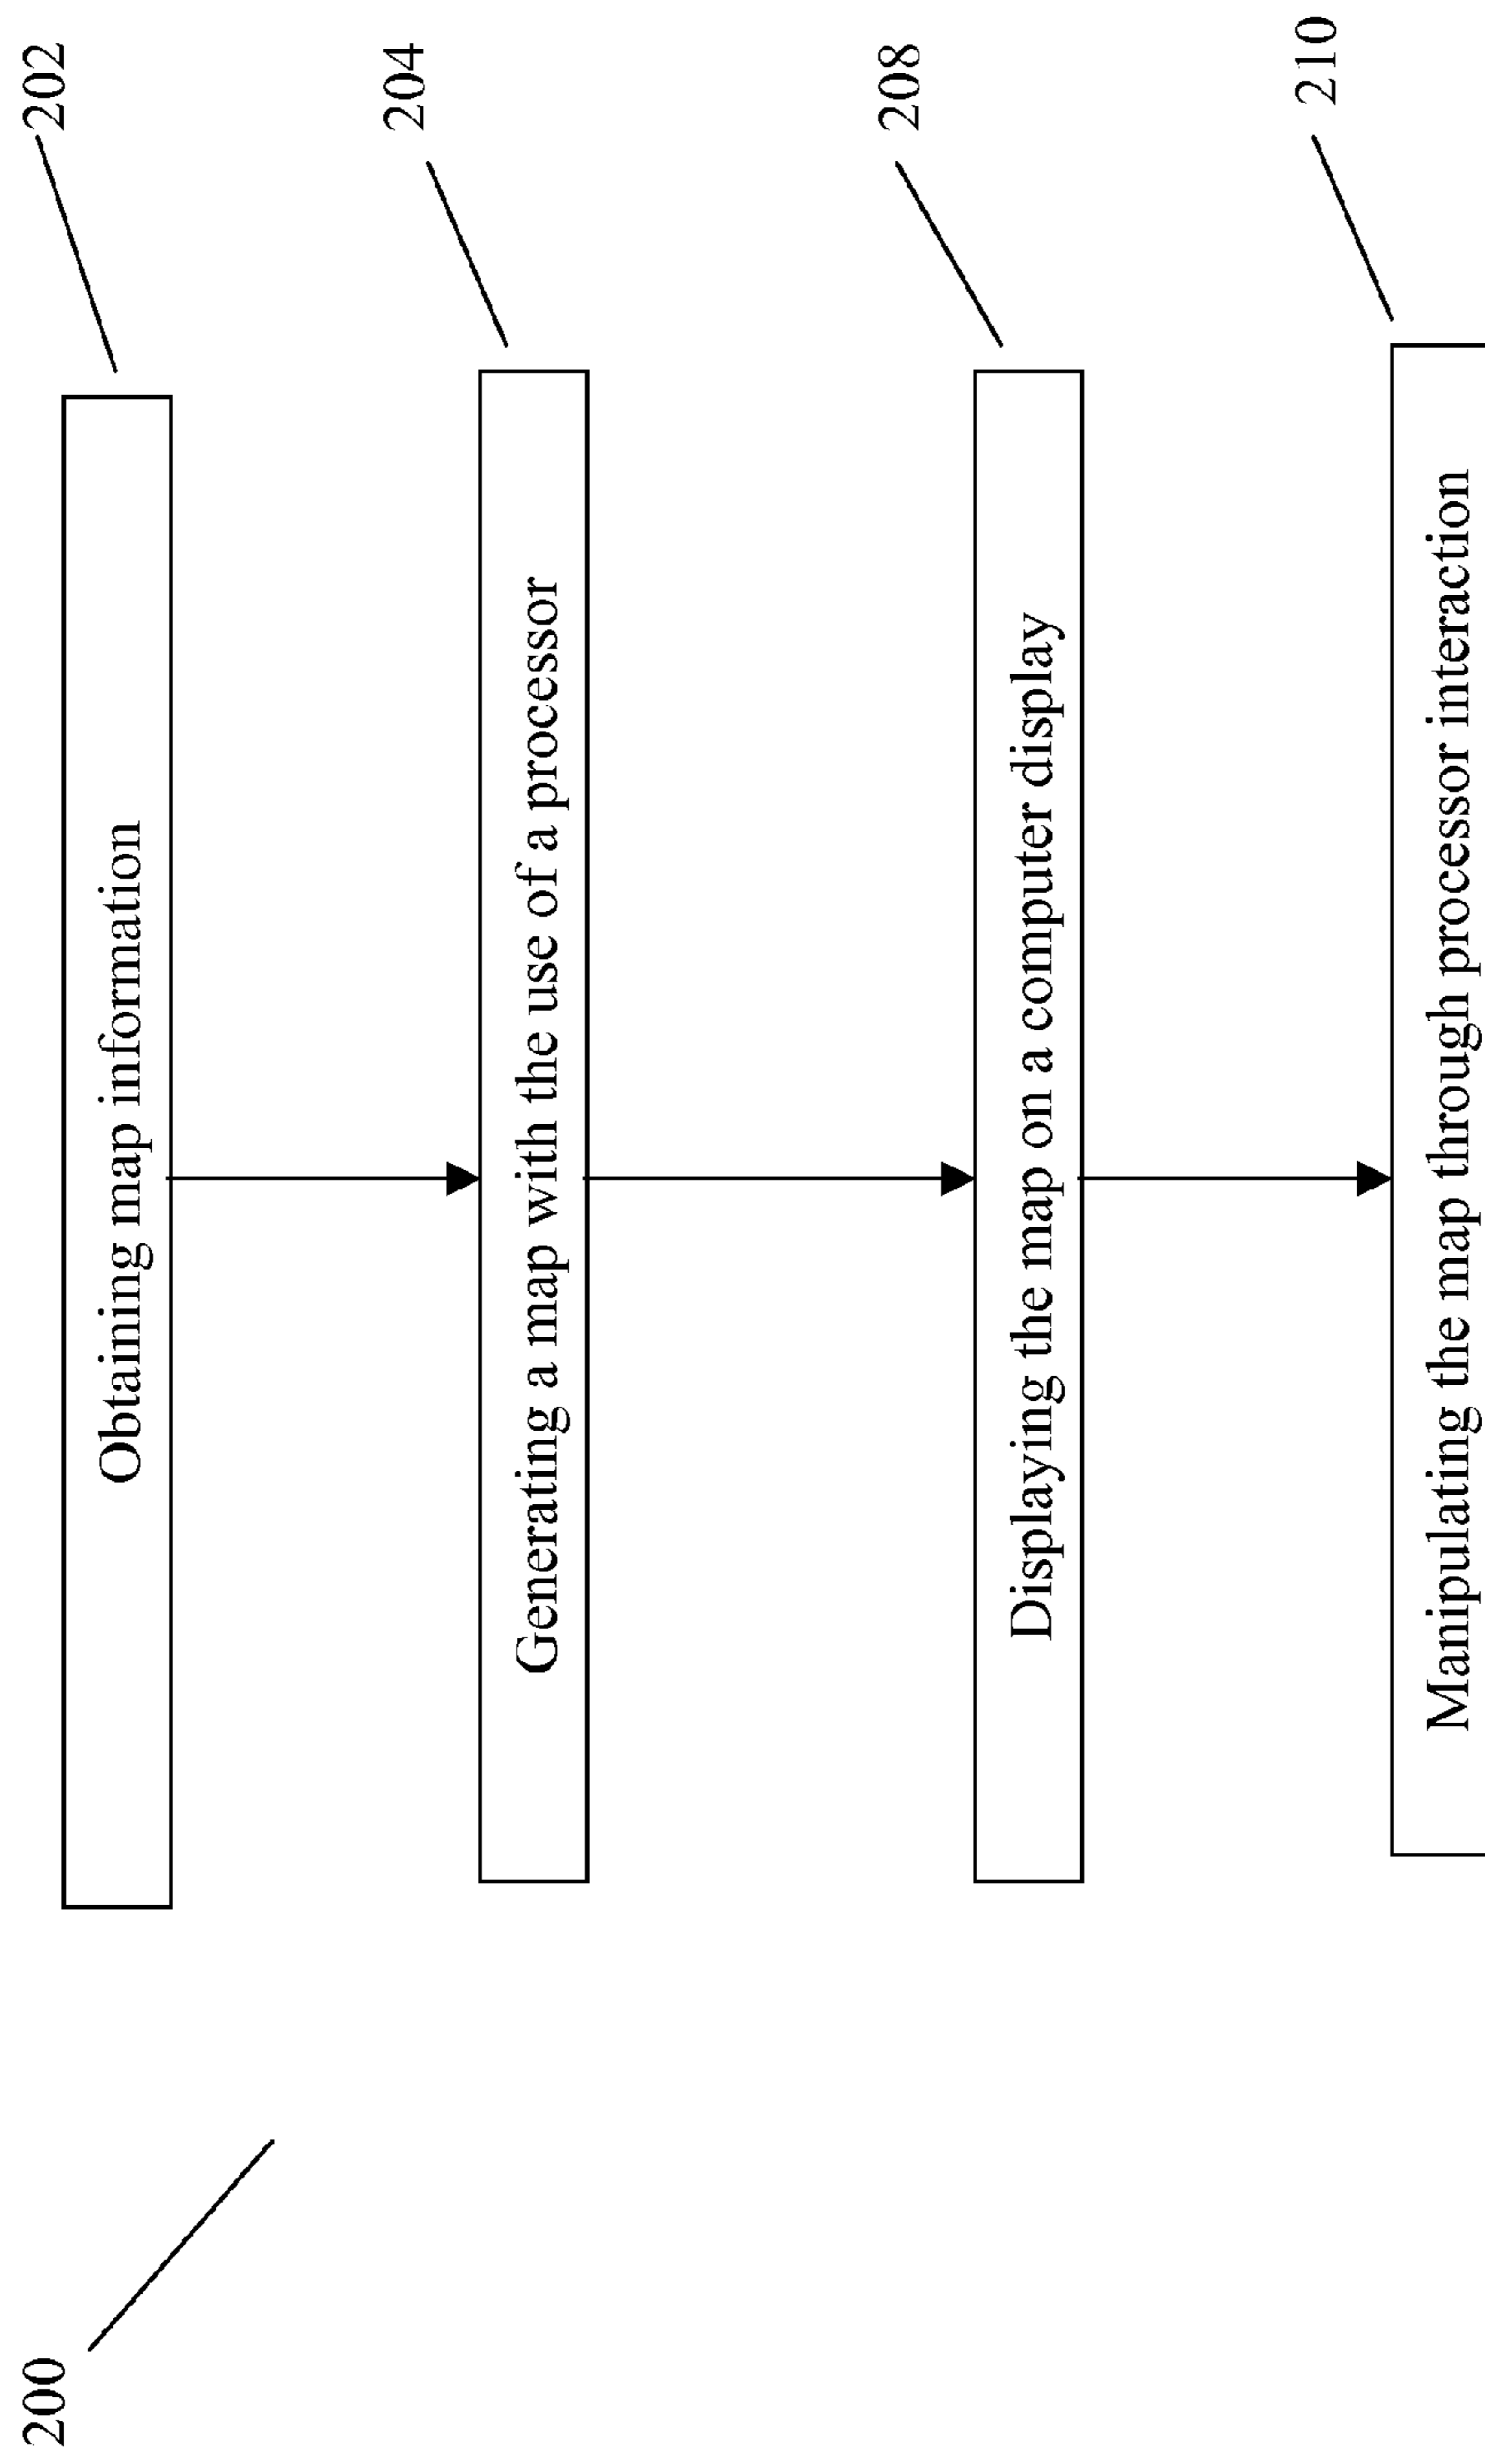 200
202
Obtaining map information
204
Generating a map with the use of a processor
208
Displaying the map on a computer display
210
Manipulating the map through processor interaction